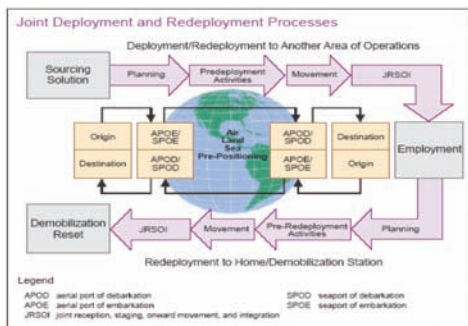 Joint Deployment and Redeployment Processes
Deployment/Redeployment to Another Area of Operations
Sourcing
Solution
Planning
Predeployment
Activities
Movement
JRSOI
Origin
Destination
APOE/
SPOE
APOD/
SPOD
Air
Land
Sea
Pre-Positioning
APOD/
SPOD
APOE/
SPOE
Destination
Origin
Employment
Demobilization
Reset
JRSOI
Movement
Pre-Redeployment
Activities
Planning
Redeployment to Home/Demobilization Station
Legend
APOD aerial port of debarkation
APOE aerial port of embarkation
JRSOI joint reception, staging, onward movement, and integration
SPOD seaport of debarkation
SPOE seaport of embarkation